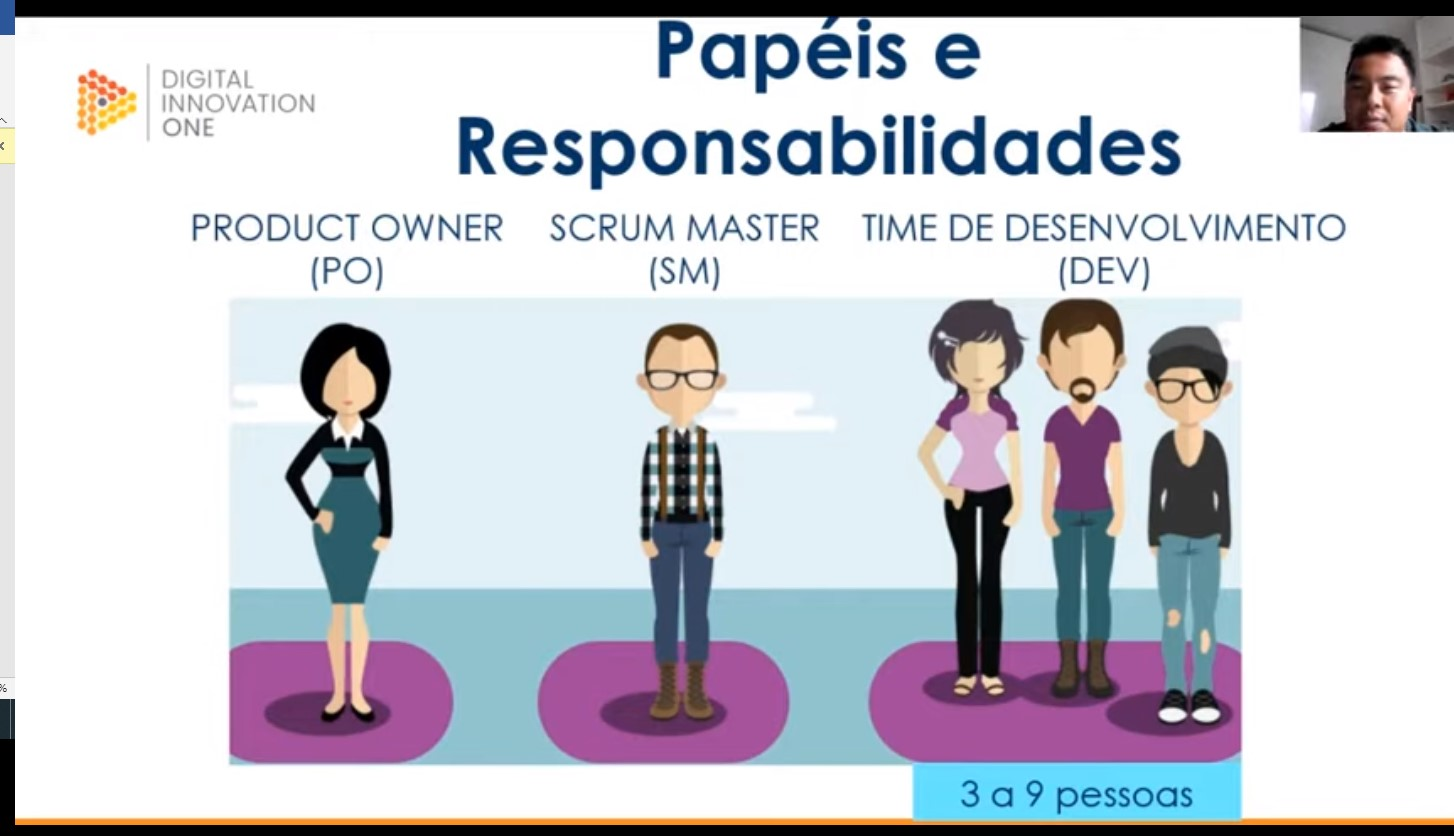 Papéis e
Responsabilidades
DIGITAL
INNOVATION
ONE
PRODUCT OWNER
(PO)
SCRUM MASTER
(SM)
TIME DE DESENVOLVIMENTO
(DEV)
3 a 9 pessoas
%